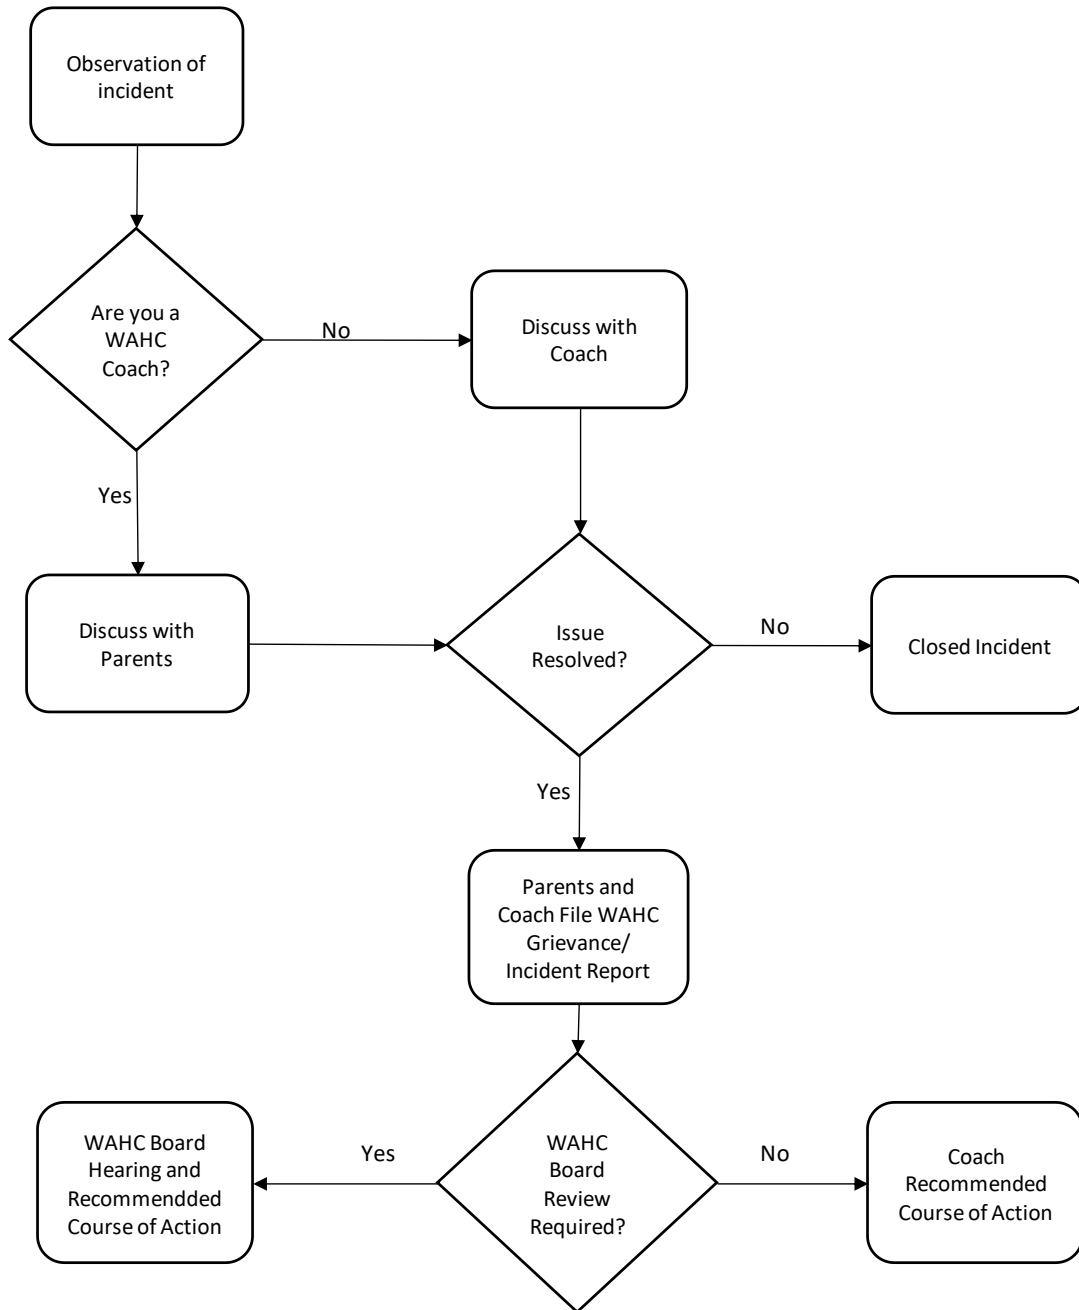 Observation of
incident
Are you a
WAHC
Coach?
No
Discuss with
Coach
Yes
Discuss with
Parents
Issue
Resolved?
No
Closed Incident
Yes
Parents and
Coach File WAHC
Grievance/
Incident Report
WAHC Board
Hearing and
Recommendded
Course of Action
Yes
WAHC
Board
Review
Required?
No
Coach
Recommended
Course of Action